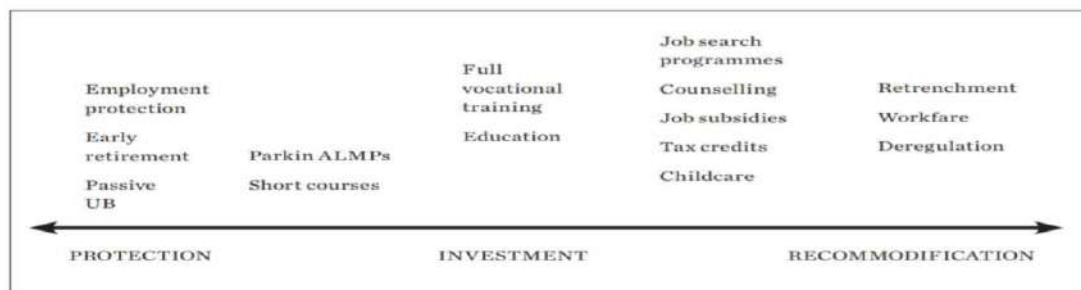 Employment
protection
Early
retirement
Passive
UB
Parkin ALMPs
Short courses
Full
vocational
training
Education
Job search
programmes
Counselling
Job subsidies
Tax credits
Childcare
Retrenchment
Workfare
Deregulation
PROTECTION
INVESTMENT
RECOMMODIFICATION